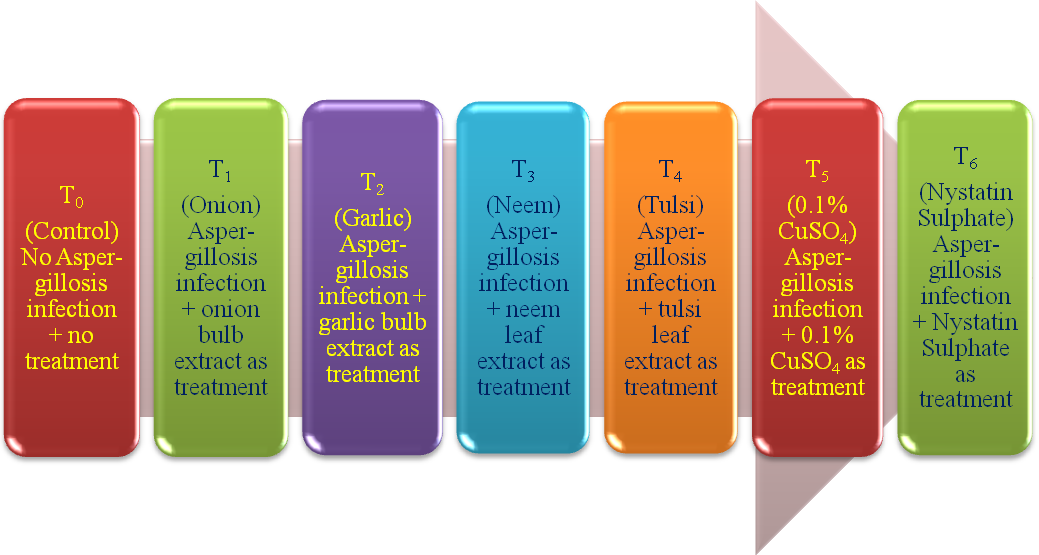 T₀
(Control)
No Asper-
gillosis
infection
+ no
treatment
T₁
(Onion)
Asper-
gillosis
infection
+ onion
bulb
extract as
treatment
T₂
(Garlic)
Asper-
gillosis
infection +
garlic bulb
extract as
treatment
T₃
(Neem)
Asper-
gillosis
infection
+ neem
leaf
extract as
treatment
T₄
(Tulsi)
Asper-
gillosis
infection
+ tulsi
leaf
extract as
treatment
T₅
(0.1%
CuSO₄)
Asper-
gillosis
infection
+ 0.1%
CuSO₄ as
treatment
T₆
(Nystatin
Sulphate)
Asper-
gillosis
infection
+ Nystatin
Sulphate
as
treatment